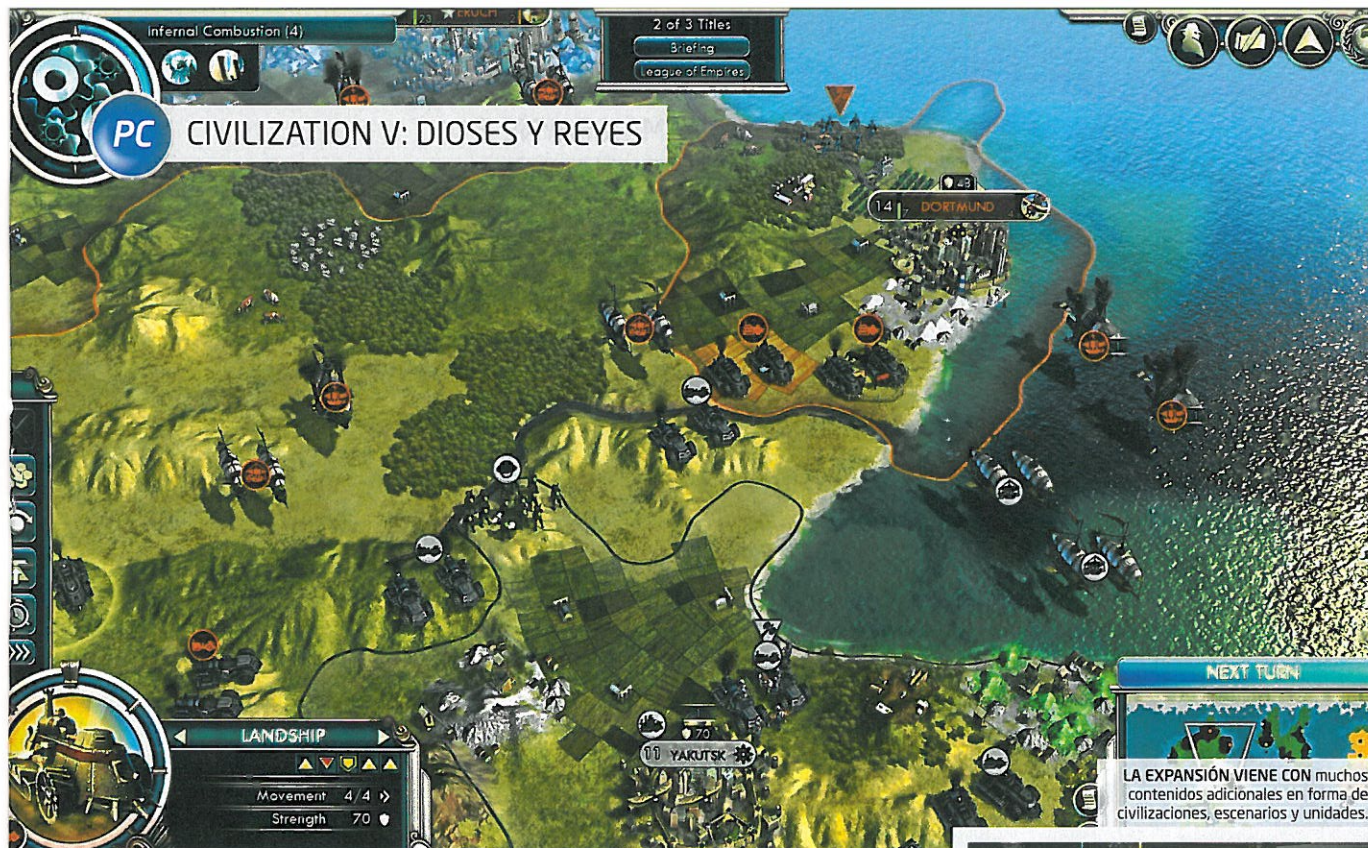 Infernal Combustion (4)
2 of 3 Titles
Briefing
League of Empires
PC CIVILIZATION V: DIOSES Y REYES
43
14 DORTMUND
LANDSHIP
Movement 4/4
Strength 70
70
11 YAKUTSK
NEXT TURN
LA EXPANSIÓN VIENE CON muchos
contenidos adicionales en forma de
civilizaciones, escenarios y unidades.